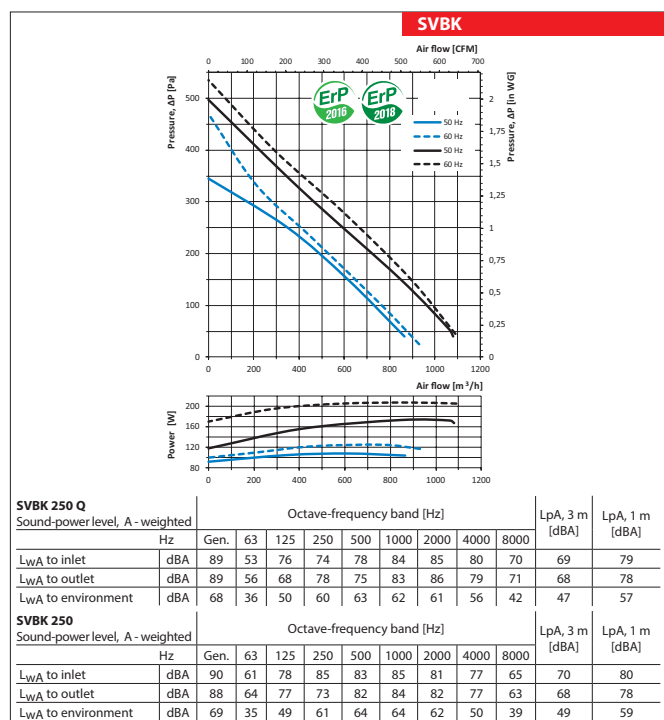 SVBK
Air flow [CFM]
0 100 200 300 400 500 600 700
Pressure, ΔP [Pa]
500
400
300
200
100
0
ErP
2016
ErP
2018
50 Hz
60 Hz
50 Hz
60 Hz
Pressure, ΔP [in WG]
2
1,75
1,5
1,25
1
0,75
0,5
0,25
0
0 200 400 600 800 1000 1200
Air flow [m³/h]
Power [W]
200
160
120
80
0 200 400 600 800 1000 1200
SVBK 250 Q
Sound-power level, A - weighted
Octave-frequency band [Hz]
LpA, 3 m [dBA]
LpA, 1 m [dBA]
Hz Gen. 63 125 250 500 1000 2000 4000 8000
LWA to inlet dBA 89 53 76 74 78 84 85 80 70 69 79
LWA to outlet dBA 89 56 68 78 75 83 86 79 71 68 78
LWA to environment dBA 68 36 50 60 63 62 61 56 42 47 57
SVBK 250
Sound-power level, A - weighted
Octave-frequency band [Hz]
LpA, 3 m [dBA]
LpA, 1 m [dBA]
Hz Gen. 63 125 250 500 1000 2000 4000 8000
LWA to inlet dBA 90 61 78 85 83 85 81 77 65 70 80
LWA to outlet dBA 88 64 77 73 82 84 82 77 63 68 78
LWA to environment dBA 69 35 49 61 64 64 62 50 39 49 59